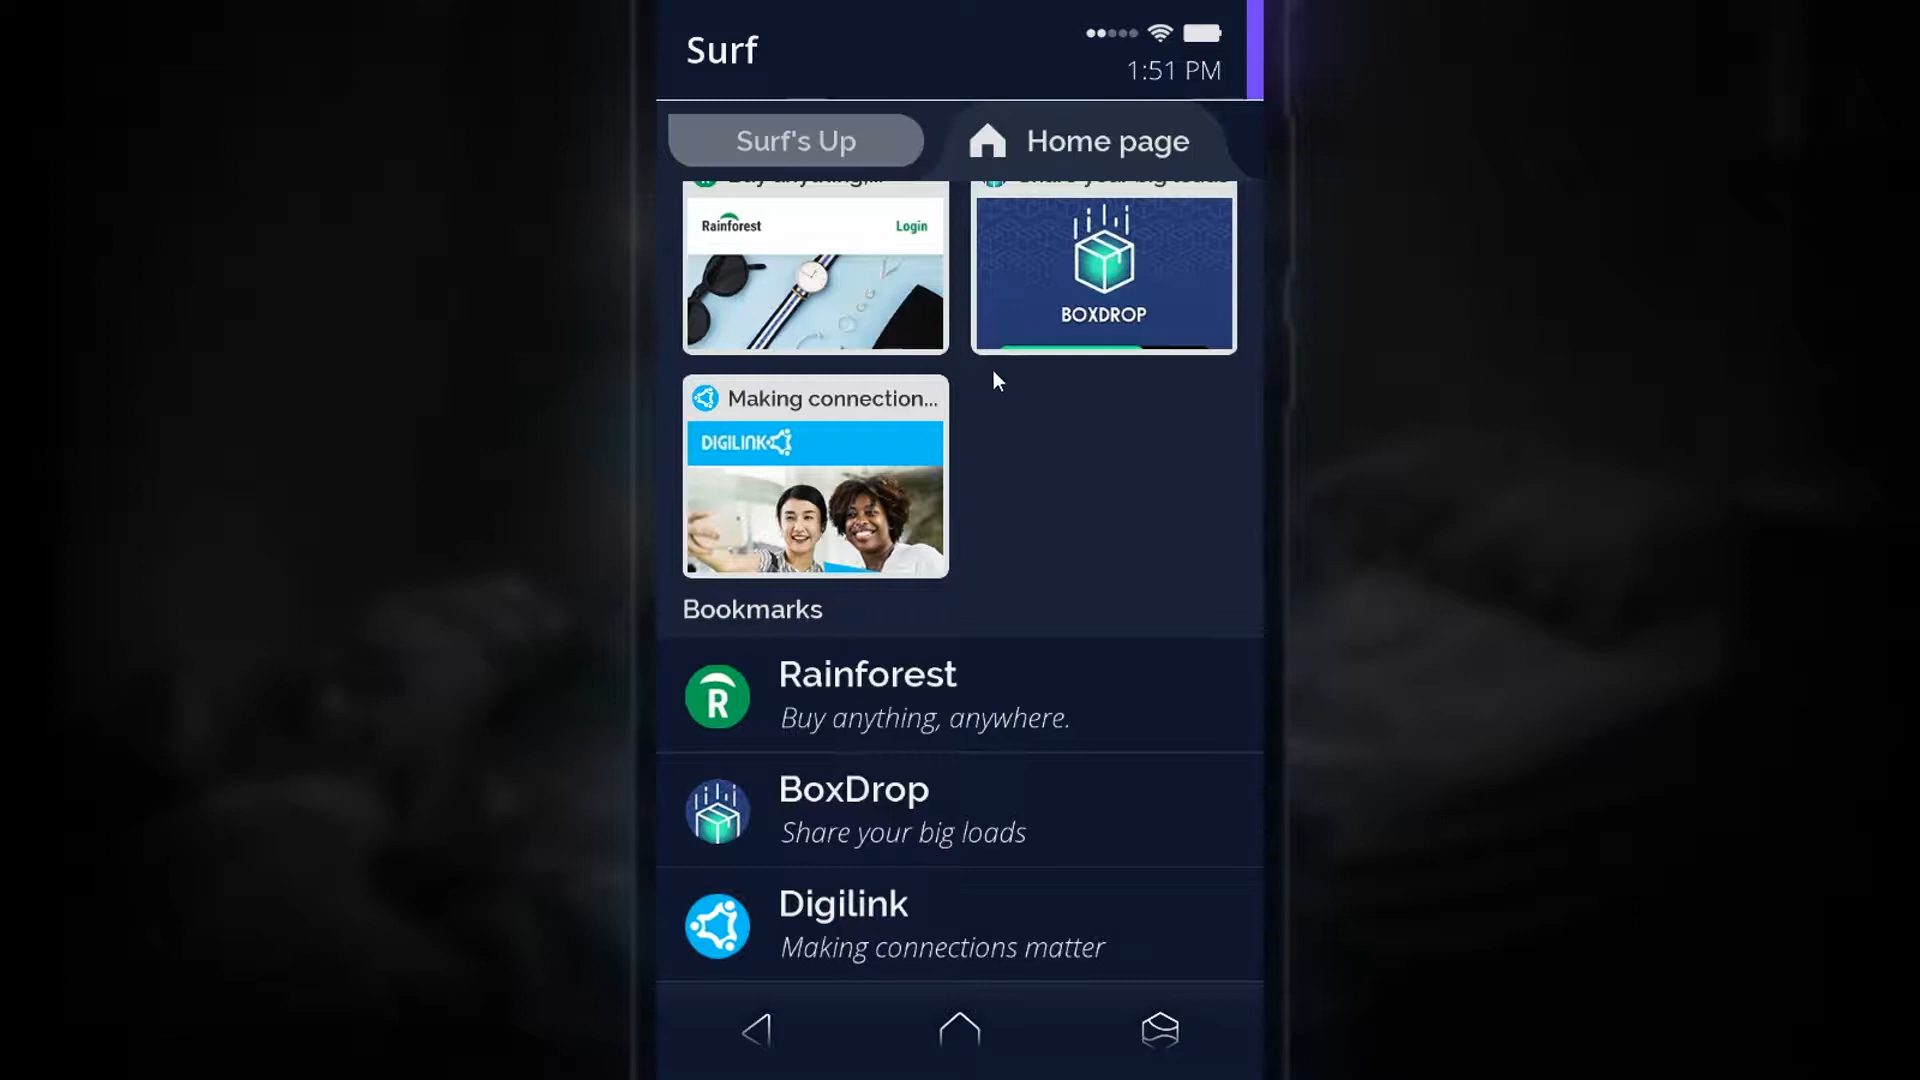 Surf
1:51 PM
Surf's Up
Home page
Rainforest
Login
BOXDROP
Making connection...
DIGILINK
Bookmarks
Rainforest
Buy anything, anywhere.
BoxDrop
Share your big loads
Digilink
Making connections matter